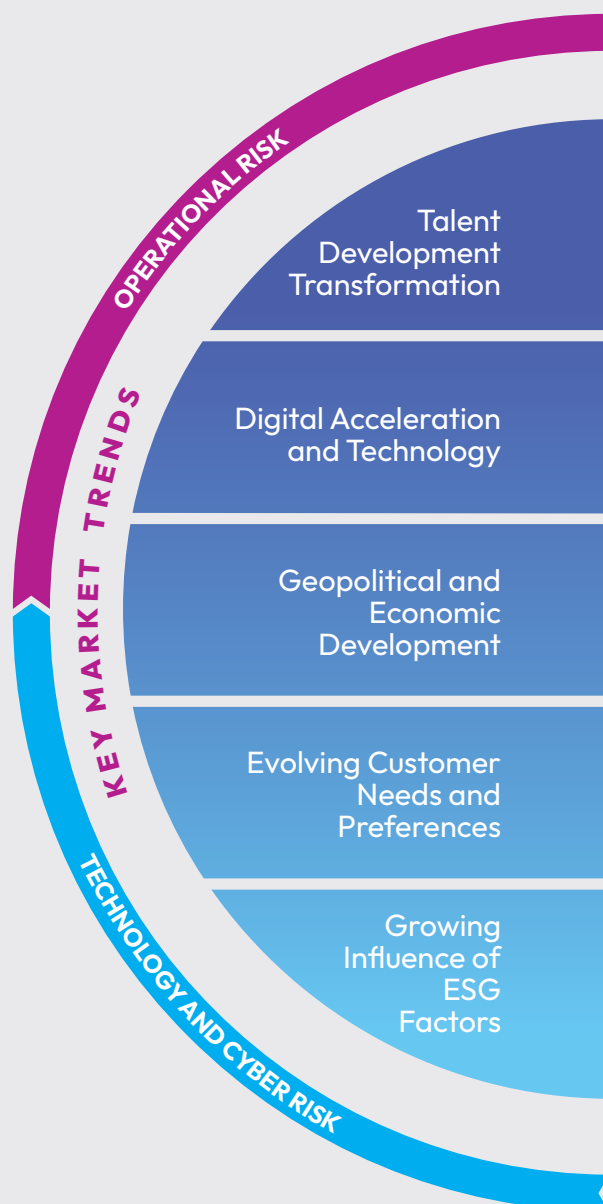 OPERATIONAL RISK
KEY MARKET TRENDS
Talent
Development
Transformation
Digital Acceleration
and Technology
Geopolitical and
Economic
Development
Evolving Customer
Needs and
Preferences
Growing
Influence of
ESG
Factors
TECHNOLOGY AND CYBER RISK